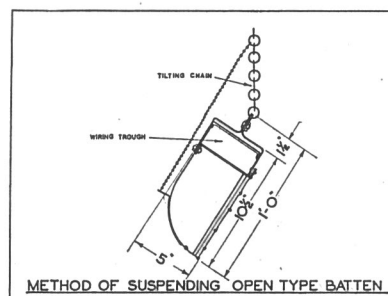 TILTING CHAIN
WIRING TROUGH
1½"
10½"
1'-0"
5"
METHOD OF SUSPENDING OPEN TYPE BATTEN